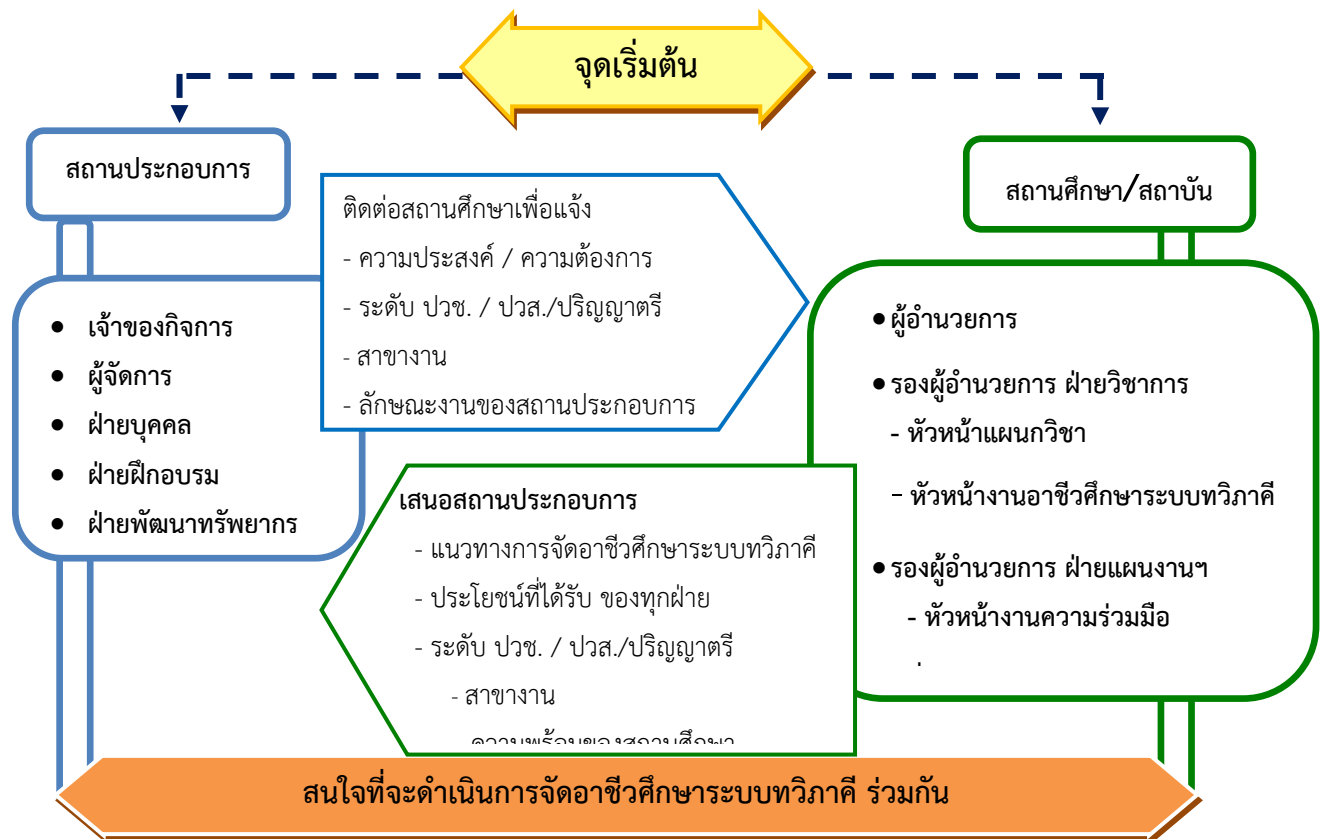 จุดเริ่มต้น
สถานประกอบการ
สถานศึกษา/สถาบัน
ติดต่อสถานศึกษาเพื่อแจ้ง
- ความประสงค์ / ความต้องการ
- ระดับ ปวช. / ปวส./ปริญญาตรี
- สาขางาน
- ลักษณะงานของสถานประกอบการ
• เจ้าของกิจการ
• ผู้จัดการ
• ฝ่ายบุคคล
• ฝ่ายฝึกอบรม
• ฝ่ายพัฒนาทรัพยากร
• ผู้อำนวยการ
• รองผู้อำนวยการ ฝ่ายวิชาการ
- หัวหน้าแผนกวิชา
- หัวหน้างานอาชีวศึกษาระบบทวิภาคี
• รองผู้อำนวยการ ฝ่ายแผนงานฯ
- หัวหน้างานความร่วมมือ
เสนอสถานประกอบการ
- แนวทางการจัดอาชีวศึกษาระบบทวิภาคี
- ประโยชน์ที่ได้รับ ของทุกฝ่าย
- ระดับ ปวช. / ปวส./ปริญญาตรี
- สาขางาน
ความพร้อมของสถานศึกษา
สนใจที่จะดำเนินการจัดอาชีวศึกษาระบบทวิภาคี ร่วมกัน